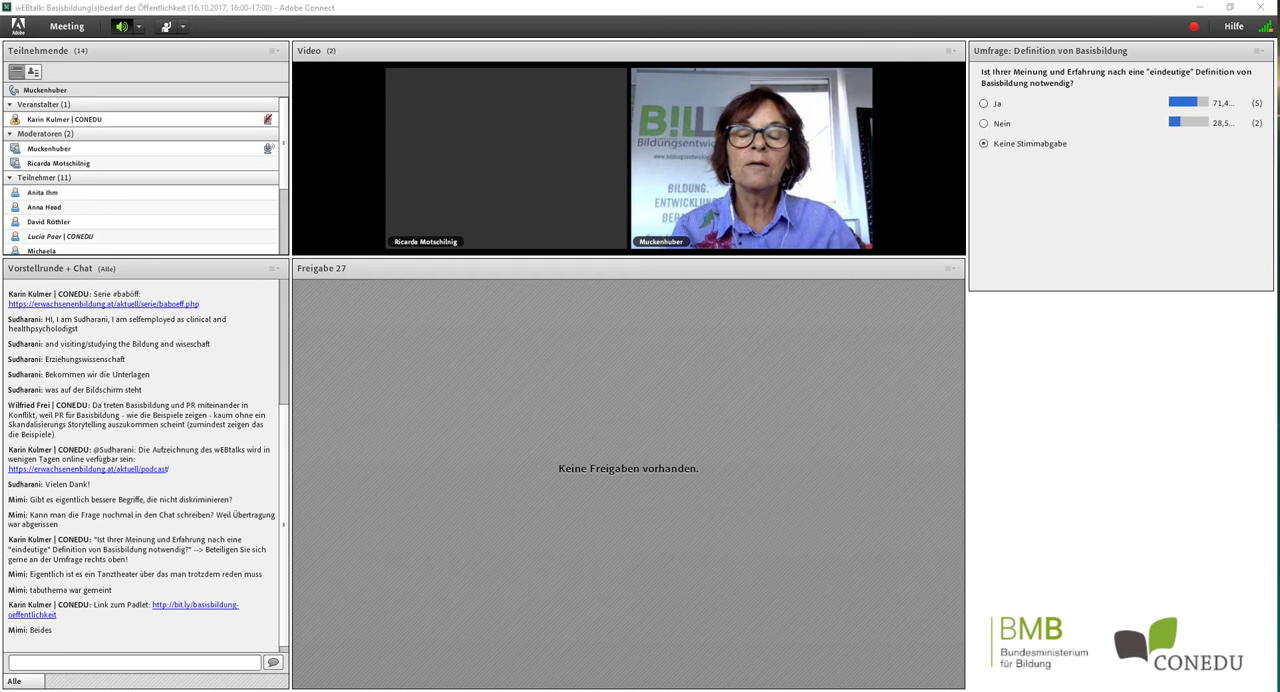 wEBtalk: Basisbildung(s)bedarf der Öffentlichkeit (16.10.2017, 16:00-17:00) - Adobe Connect
Adobe
Meeting
Hilfe
Teilnehmende (14)
Muckenhuber
Veranstalter (1)
Karin Kulmer | CONEDU
Moderatoren (2)
Muckenhuber
Ricarda Motschilnig
Teilnehmer (11)
Anita Ihm
Anna Head
David Röthler
Lucia Paar | CONEDU
Michaela
Video (2)
Ricarda Motschilnig
B!LL
Bildungsentwick
www.bildungsentw
BILDUNG.
ENTWICKLU
BERA
Muckenhuber
Umfrage: Definition von Basisbildung
Ist Ihrer Meinung und Erfahrung nach eine "eindeutige" Definition von
Basisbildung notwendig?
Ja 71,4... (5)
Nein 28,5... (2)
Keine Stimmabgabe
Vorstellrunde + Chat (Alle)
Karin Kulmer | CONEDU: Serie #baböff:
https://erwachsenenbildung.at/aktuell/serie/baboeff.php
Sudharani: HI, I am Sudharani, I am selfemployed as clinical and
healthpsycholodigst
Sudharani: and visiting/studying the Bildung and wiseschaft
Sudharani: Erziehungswissenschaft
Sudharani: Bekommen wir die Unterlagen
Sudharani: was auf der Bildschirm steht
Wilfried Frei | CONEDU: Da treten Basisbildung und PR miteinander in
Konflikt, weil PR für Basisbildung - wie die Beispiele zeigen - kaum ohne ein
Skandalisierungs Storytelling auszukommen scheint (zumindest zeigen das
die Beispiele)
Karin Kulmer | CONEDU: @Sudharani: Die Aufzeichnung des wEBtalks wird in
wenigen Tagen online verfügbar sein:
https://erwachsenenbildung.at/aktuell/podcast/
Sudharani: Vielen Dank!
Mimi: Gibt es eigentlich bessere Begriffe, die nicht diskriminieren?
Mimi: Kann man die Frage nochmal in den Chat schreiben? Weil Übertragung
war abgerissen
Karin Kulmer | CONEDU: "Ist Ihrer Meinung und Erfahrung nach eine
"eindeutige" Definition von Basisbildung notwendig?" --> Beteiligen Sie sich
gerne an der Umfrage rechts oben!
Mimi: Eigentlich ist es ein Tanztheater über das man trotzdem reden muss
Mimi: tabuthema war gemeint
Karin Kulmer | CONEDU: Link zum Padlet: http://bit.ly/basisbildung-
oeffentlichkeit
Mimi: Beides
Alle
Freigabe 27
Keine Freigaben vorhanden.
BMB
Bundesministerium
für Bildung
CONEDU